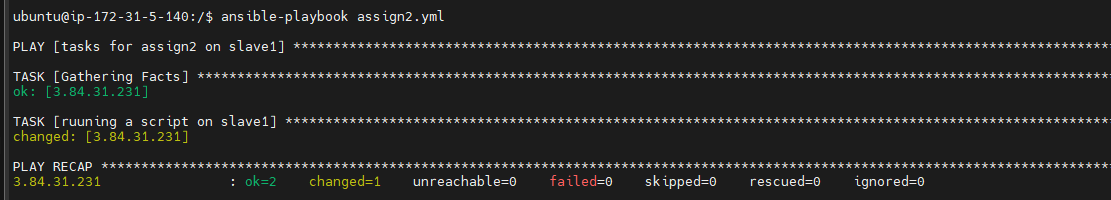 ubuntu@ip-172-31-5-140:/$ ansible-playbook assign2.yml
PLAY [tasks for assign2 on slave1] ****************************************************************************************************
TASK [Gathering Facts] ****************************************************************************************************************
ok: [3.84.31.231]
TASK [ruuning a script on slave1] *****************************************************************************************************
changed: [3.84.31.231]
PLAY RECAP ****************************************************************************************************************************
3.84.31.231 : ok=2 changed=1 unreachable=0 failed=0 skipped=0 rescued=0 ignored=0